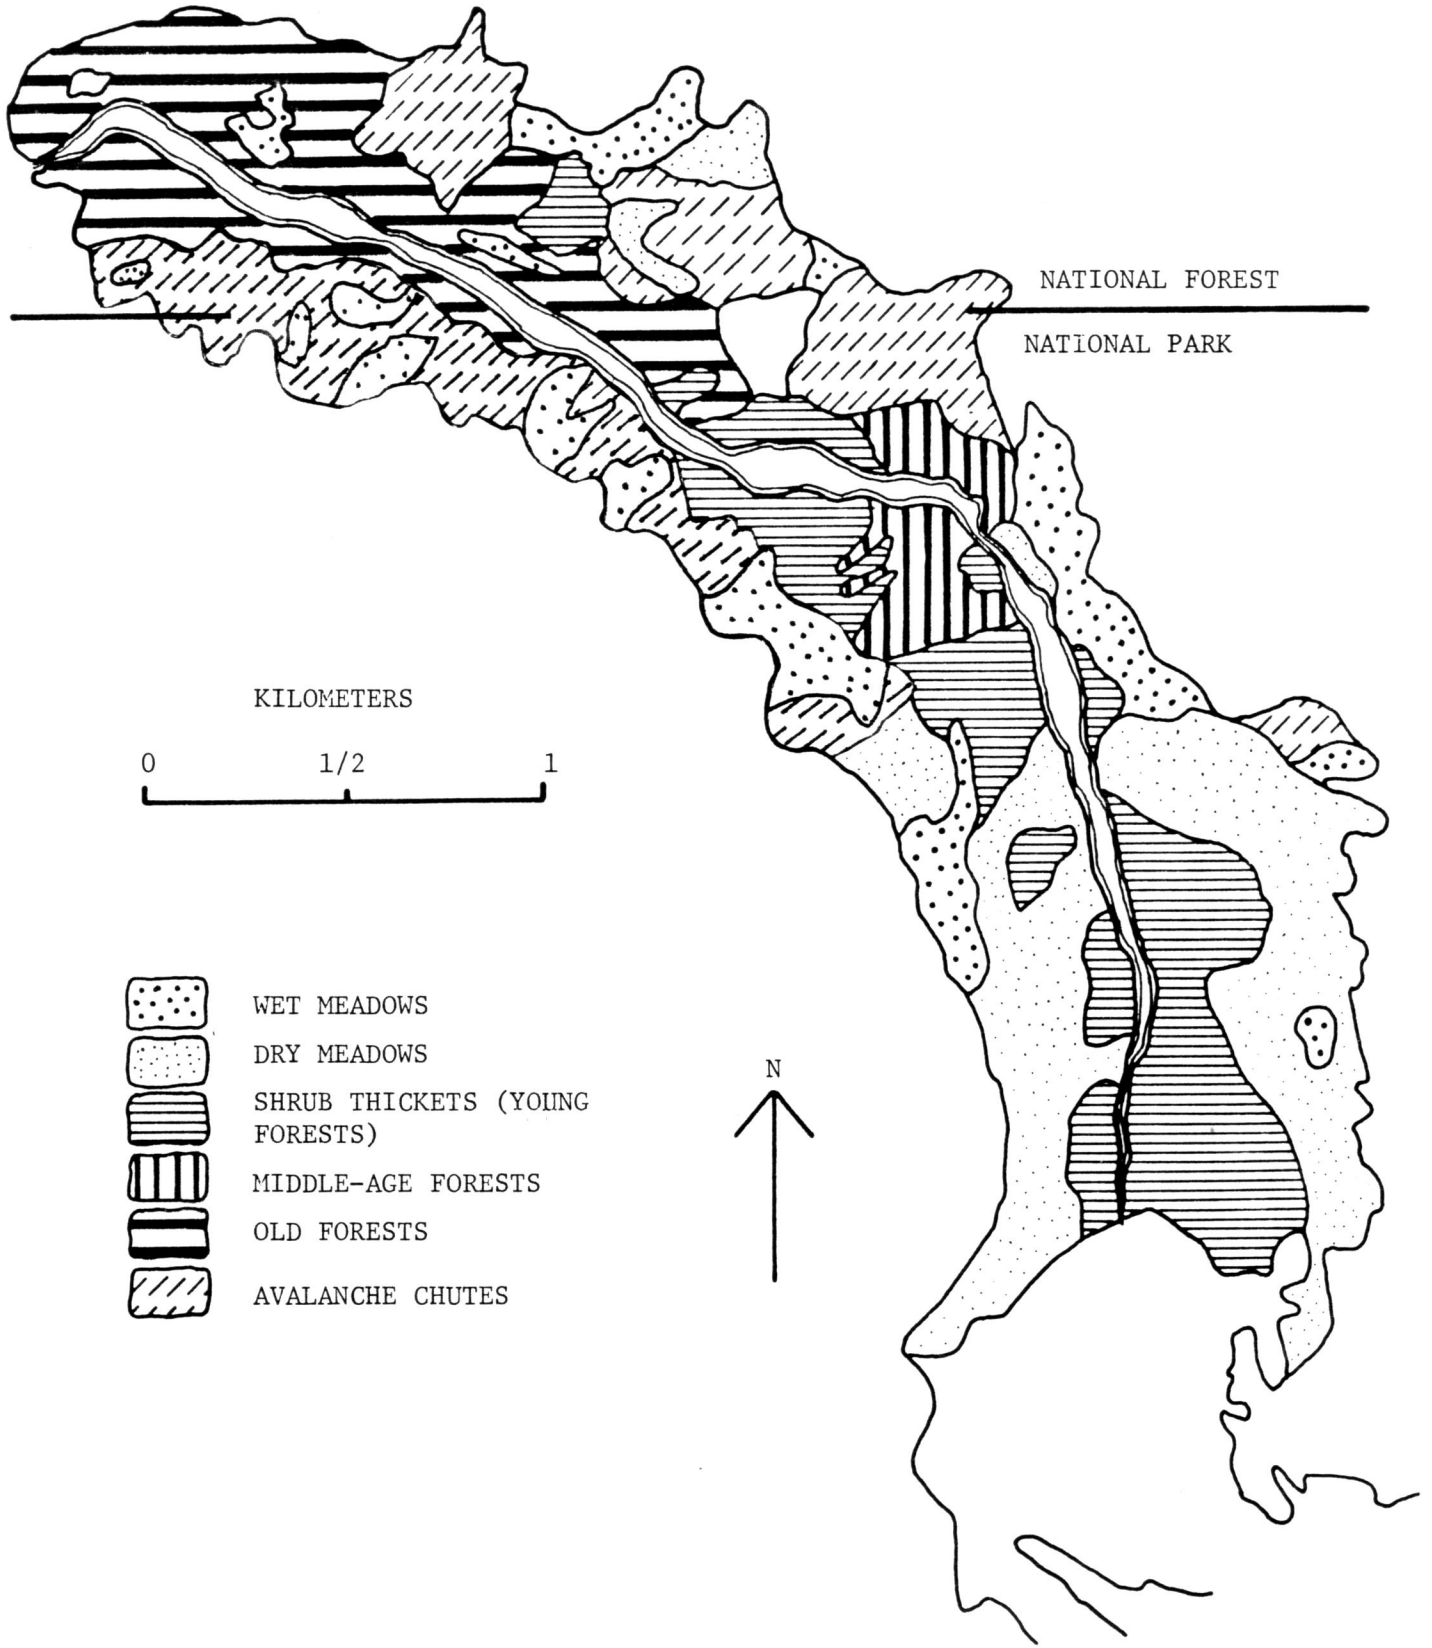 NATIONAL FOREST
NATIONAL PARK
KILOMETERS
0 1/2 1
WET MEADOWS
DRY MEADOWS
SHRUB THICKETS (YOUNG
FORESTS)
MIDDLE-AGE FORESTS
OLD FORESTS
AVALANCHE CHUTES
N